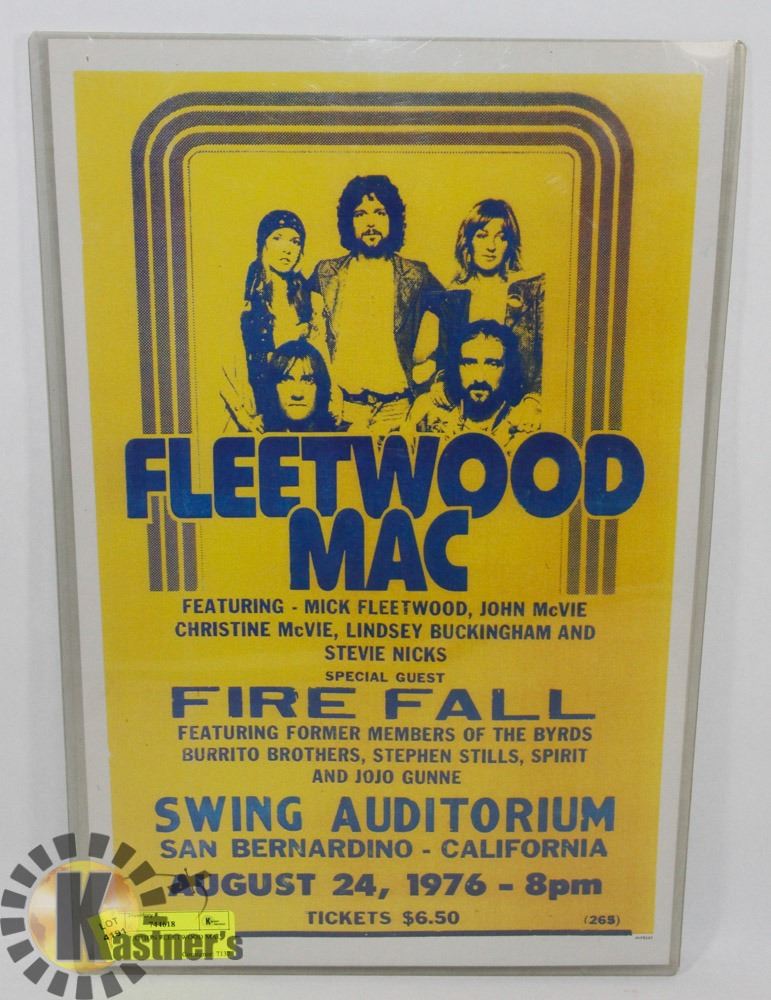 FLEETWOOD
MAC
FEATURING - MICK FLEETWOOD, JOHN McVIE
CHRISTINE McVIE, LINDSEY BUCKINGHAM AND
STEVIE NICKS
SPECIAL GUEST
FIRE FALL
FEATURING FORMER MEMBERS OF THE BYRDS
BURRITO BROTHERS, STEPHEN STILLS, SPIRIT
AND JOJO GUNNE
SWING AUDITORIUM
SAN BERNARDINO - CALIFORNIA
AUGUST 24, 1976 - 8pm
TICKETS $6.50
(26S)
LOT
744618
Kastner's